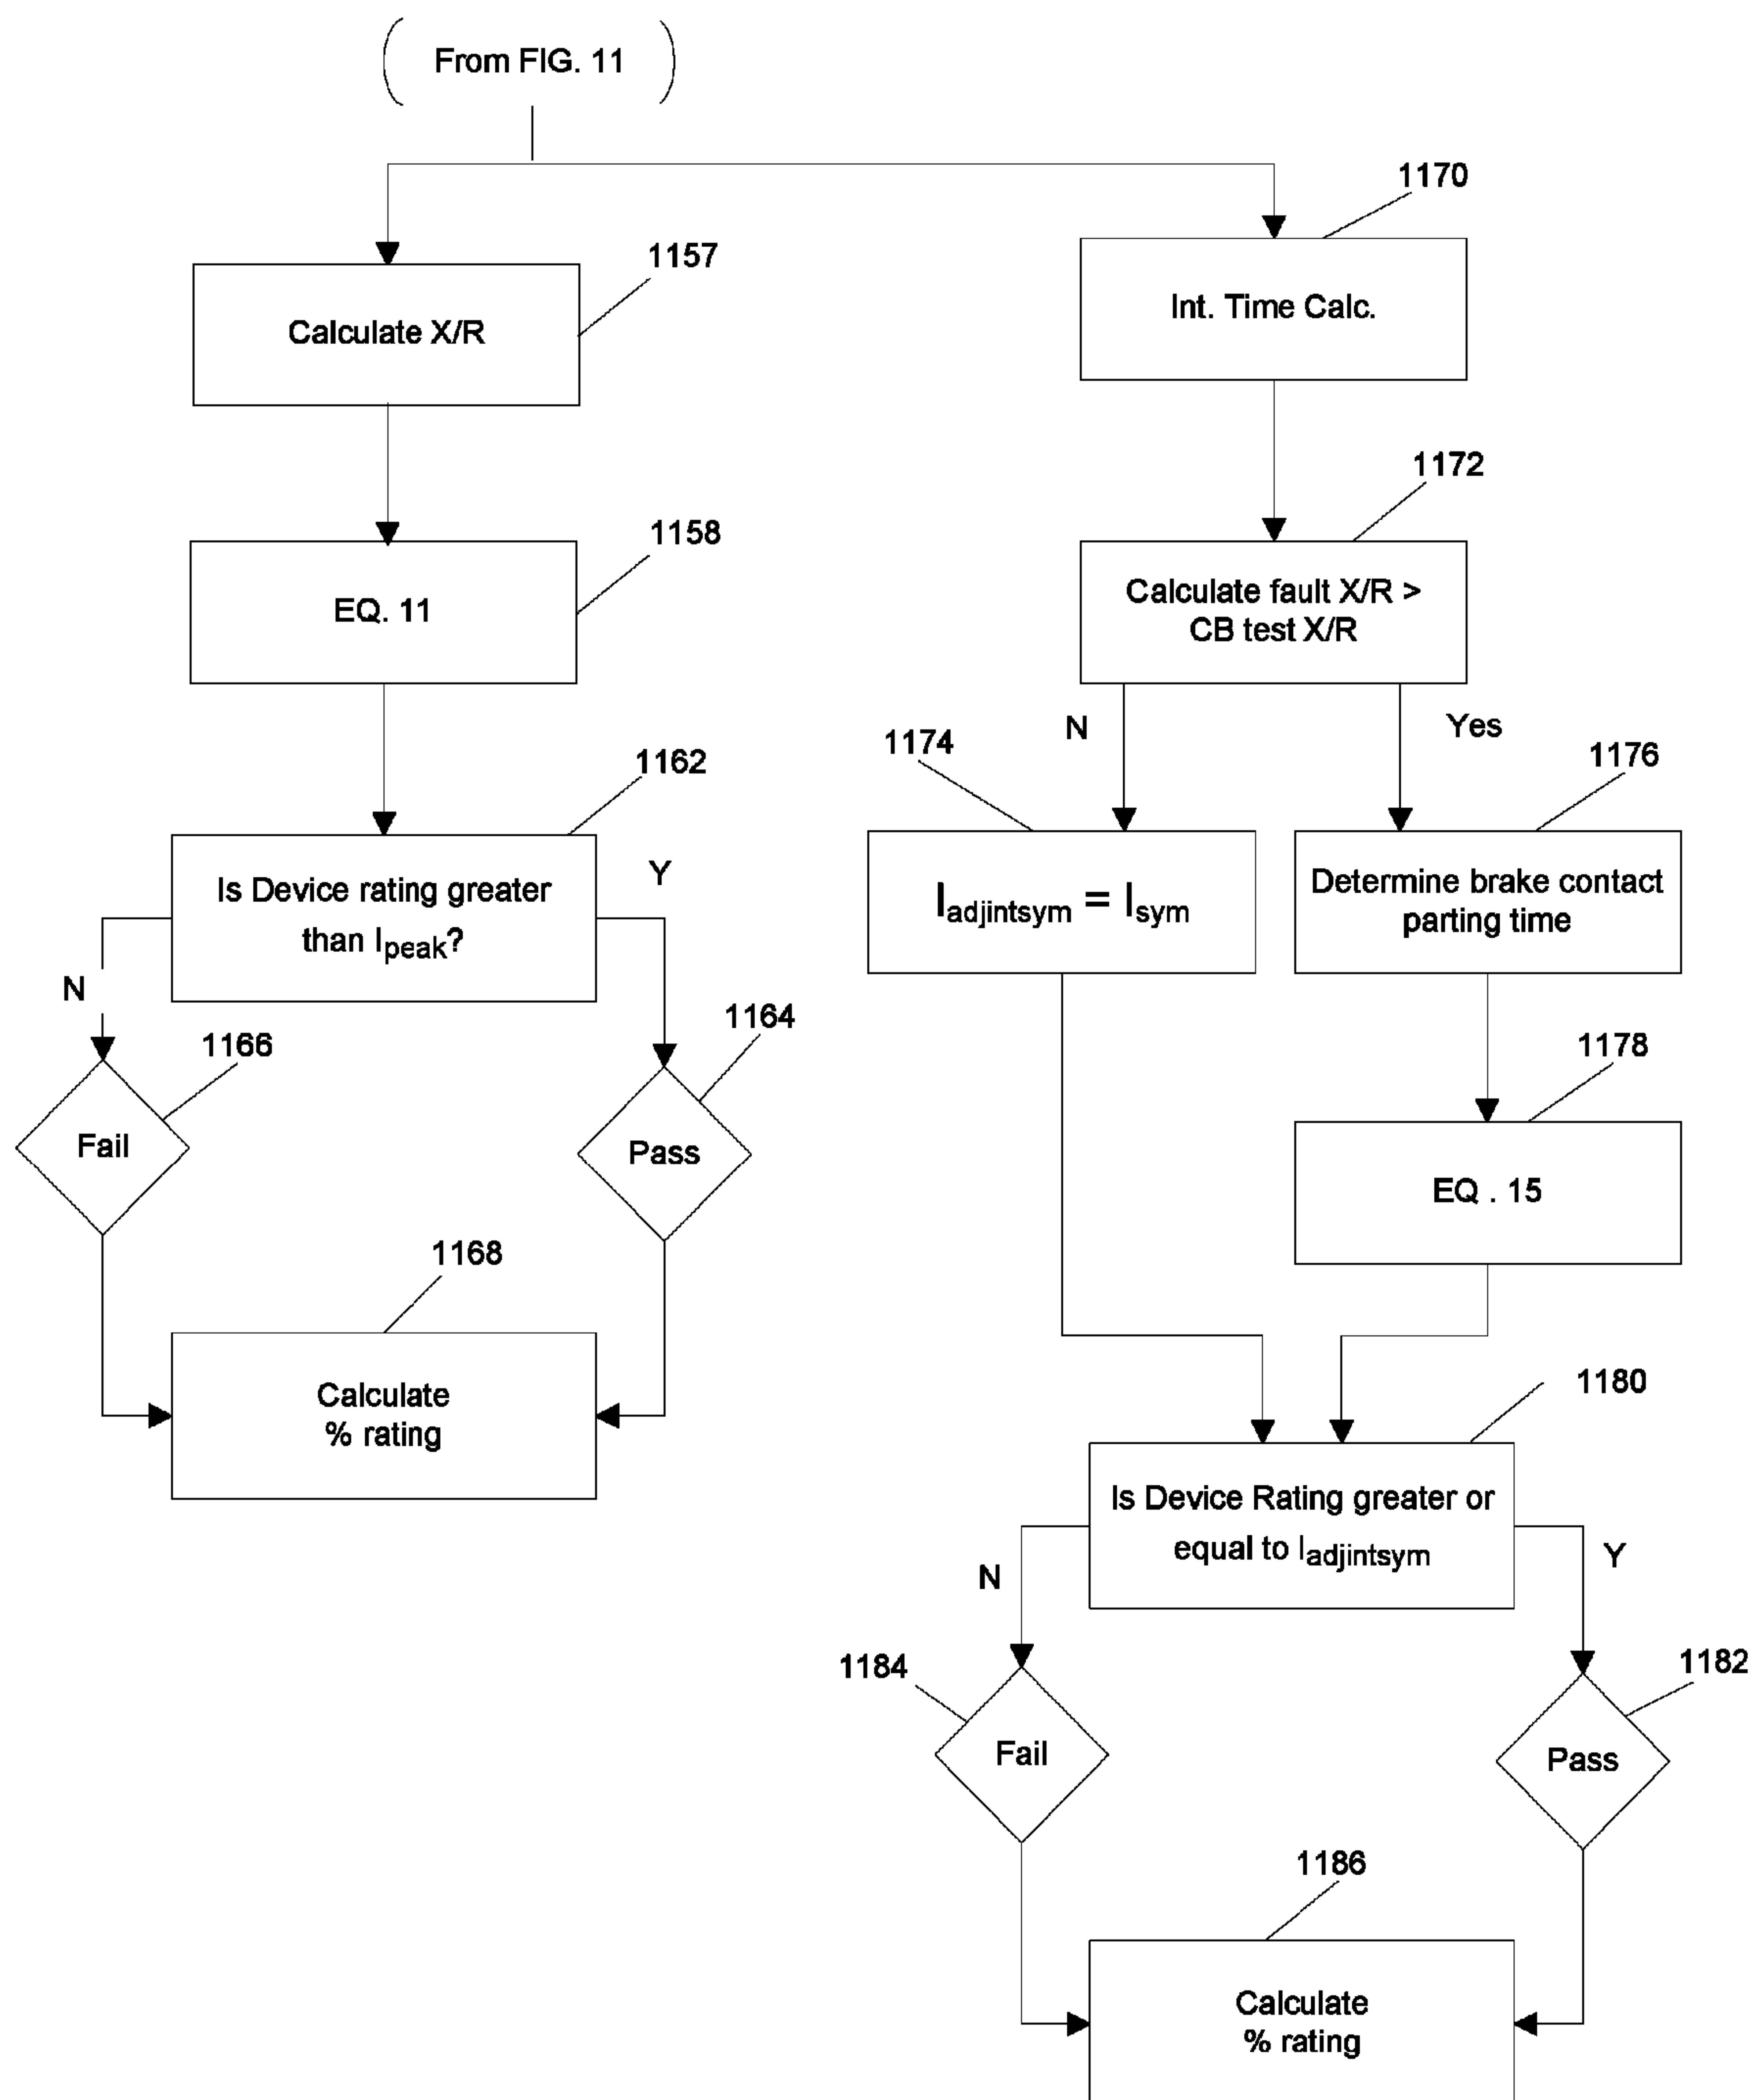 From FIG. 11
1157
Calculate X/R
1158
EQ. 11
1162
Is Device rating greater
than Ipeak?
N
Y
1166
1164
Fail
Pass
1168
Calculate
% rating
1170
Int. Time Calc.
1172
Calculate fault X/R >
CB test X/R
N
Yes
1174
1176
Iadjintsym = Isym
Determine brake contact
parting time
1178
EQ . 15
1180
Is Device Rating greater or
equal to Iadjintsym
N
Y
1184
1182
Fail
Pass
1186
Calculate
% rating